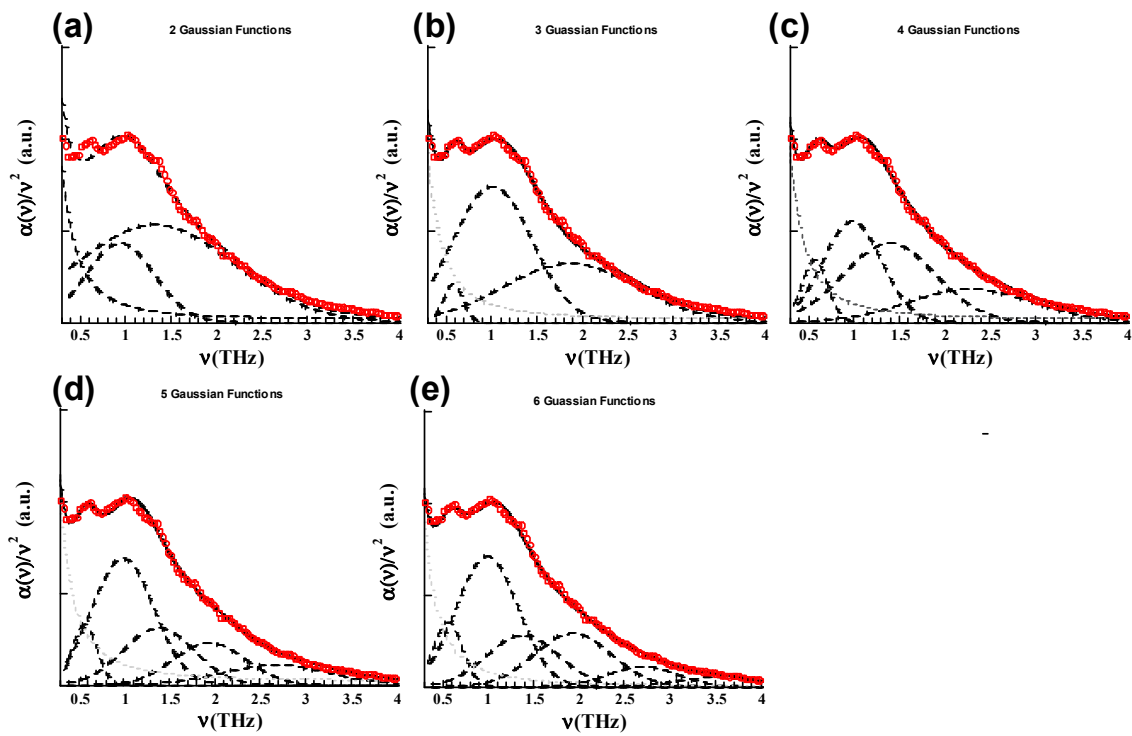 (a) 2 Gaussian Functions
(b) 3 Guassian Functions
(c) 4 Gaussian Functions
α(ν)/ν² (a.u.)
α(ν)/ν² (a.u.)
α(ν)/ν² (a.u.)
0.5 1 1.5 2 2.5 3 3.5 4
0.5 1 1.5 2 2.5 3 3.5 4
0.5 1 1.5 2 2.5 3 3.5 4
ν(THz)
ν(THz)
ν(THz)
(d) 5 Gaussian Functions
(e) 6 Guassian Functions
α(ν)/ν² (a.u.)
α(ν)/ν² (a.u.)
0.5 1 1.5 2 2.5 3 3.5 4
0.5 1 1.5 2 2.5 3 3.5 4
ν(THz)
ν(THz)